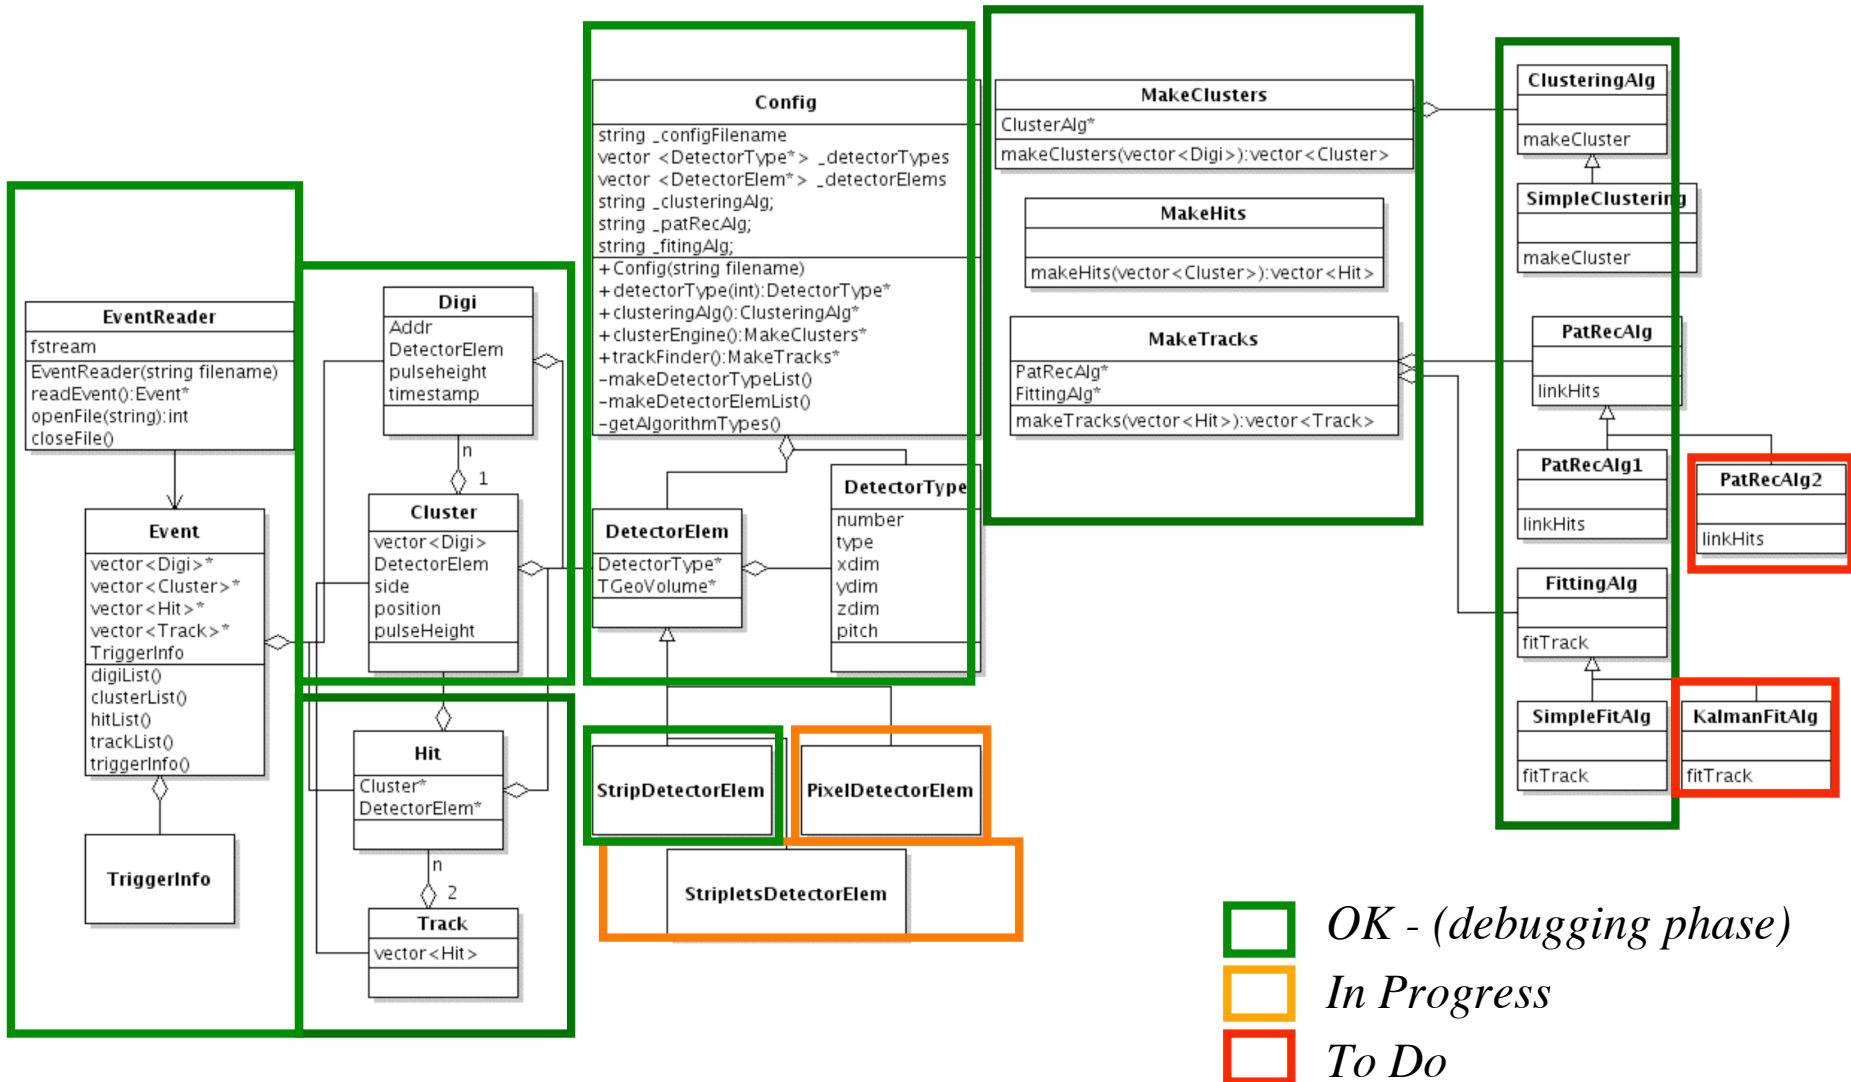 EventReader
fstream
EventReader(string filename)
readEvent():Event*
openFile(string):int
closeFile()
Event
vector<Digi>*
vector<Cluster>*
vector<Hit>*
vector<Track>*
TriggerInfo
digiList()
clusterList()
hitList()
trackList()
triggerInfo()
TriggerInfo
Digi
Addr
DetectorElem
pulseheight
timestamp
n
1
Cluster
vector<Digi>
DetectorElem
side
position
pulseHeight
Hit
Cluster*
DetectorElem*
n
2
Track
vector<Hit>
Config
string _configFilename
vector <DetectorType*> _detectorTypes
vector <DetectorElem*> _detectorElems
string _clusteringAlg;
string _patRecAlg;
string _fitingAlg;
+Config(string filename)
+detectorType(int):DetectorType*
+clusteringAlg():ClusteringAlg*
+clusterEngine():MakeClusters*
+trackFinder():MakeTracks*
-makeDetectorTypeList()
-makeDetectorElemList()
-getAlgorithmTypes()
DetectorElem
DetectorType*
TGeoVolume*
DetectorType
number
type
xdim
ydim
zdim
pitch
StripDetectorElem
PixelDetectorElem
StripletsDetectorElem
MakeClusters
ClusterAlg*
makeClusters(vector<Digi>):vector<Cluster>
MakeHits
makeHits(vector<Cluster>):vector<Hit>
MakeTracks
PatRecAlg*
FittingAlg*
makeTracks(vector<Hit>):vector<Track>
ClusteringAlg
makeCluster
SimpleClustering
makeCluster
PatRecAlg
linkHits
PatRecAlg1
linkHits
PatRecAlg2
linkHits
FittingAlg
fitTrack
SimpleFitAlg
fitTrack
KalmanFitAlg
fitTrack
OK - (debugging phase)
In Progress
To Do